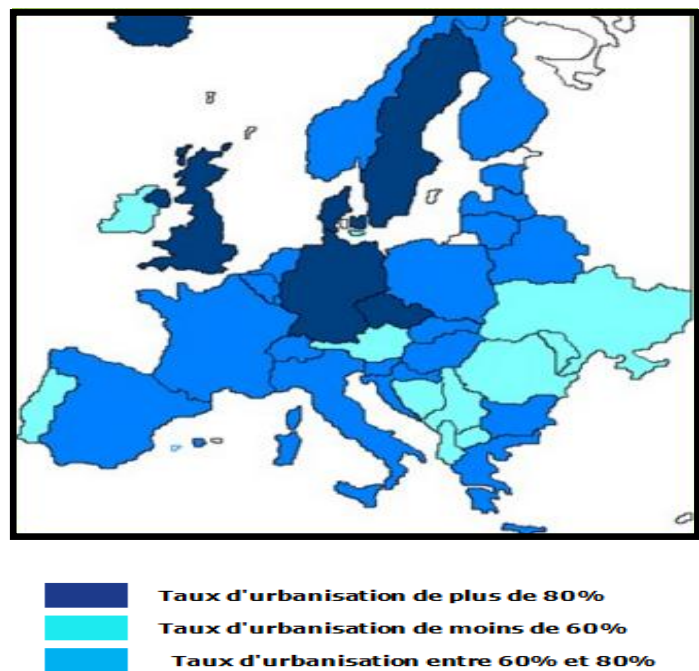 Taux d'urbanisation de plus de 80%
Taux d'urbanisation de moins de 60%
Taux d'urbanisation entre 60% et 80%